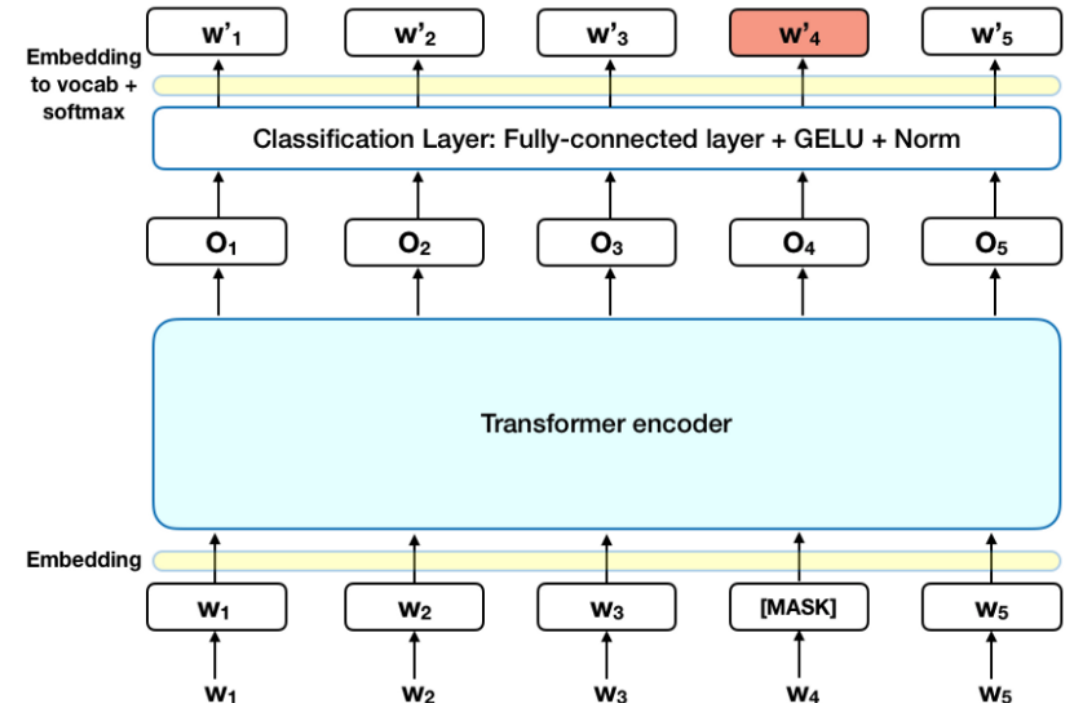 w'₁ w'₂ w'₃ w'₄ w'₅
Embedding
to vocab +
softmax
Classification Layer: Fully-connected layer + GELU + Norm
O₁ O₂ O₃ O₄ O₅
Transformer encoder
Embedding
W₁ W₂ W₃ [MASK] W₅
W₁ W₂ W₃ W₄ W₅